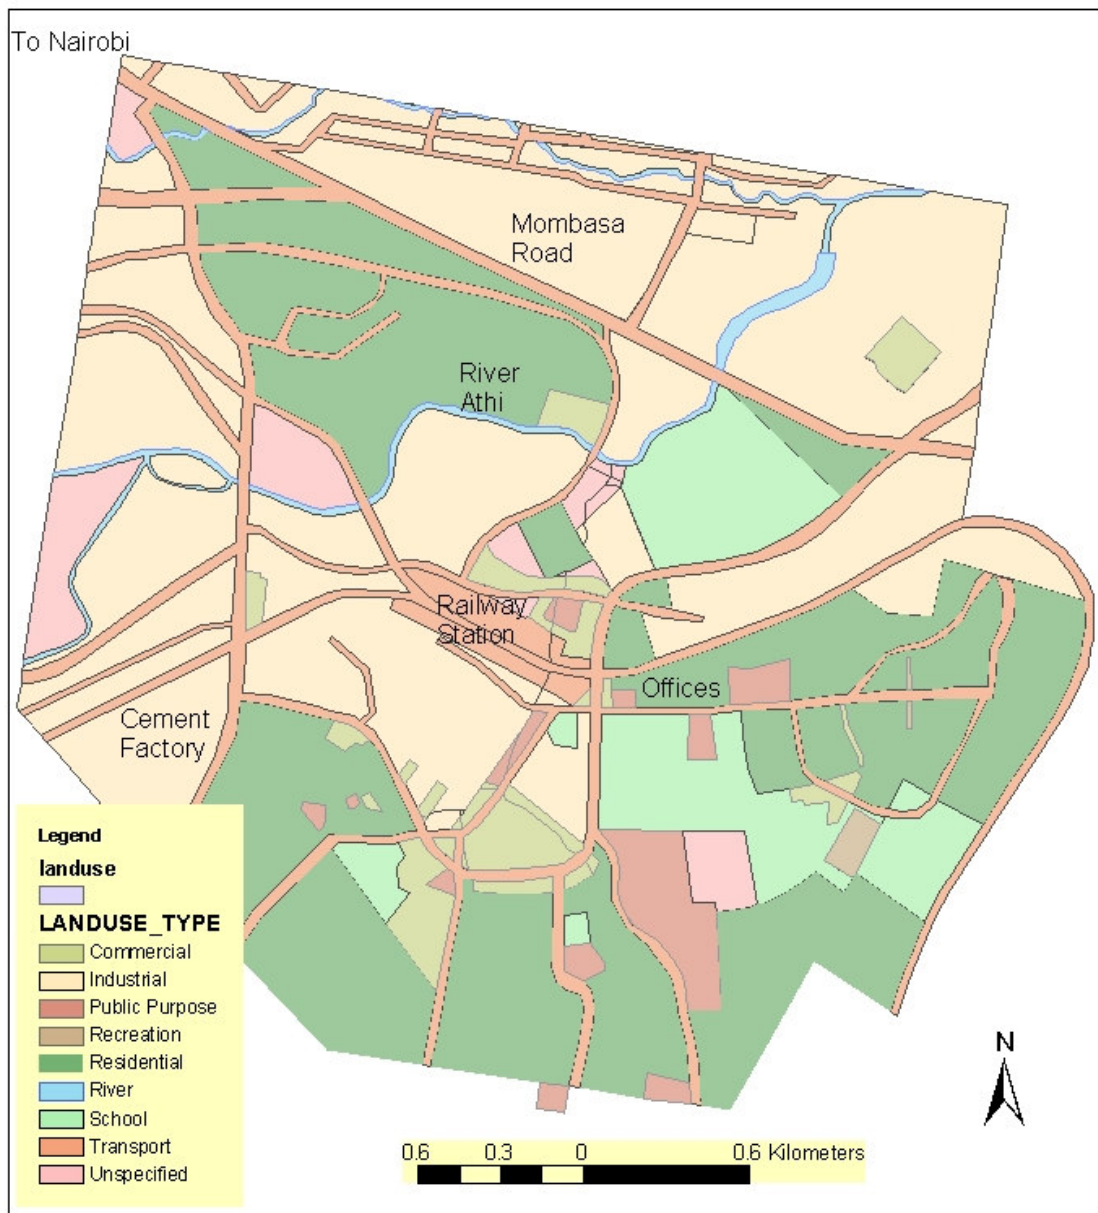 To Nairobi
Mombasa
Road
River
Athi
Railway
Station
Offices
Cement
Factory
Legend
landuse
LANDUSE_TYPE
Commercial
Industrial
Public Purpose
Recreation
Residential
River
School
Transport
Unspecified
N
0.6 0.3 0 0.6 Kilometers